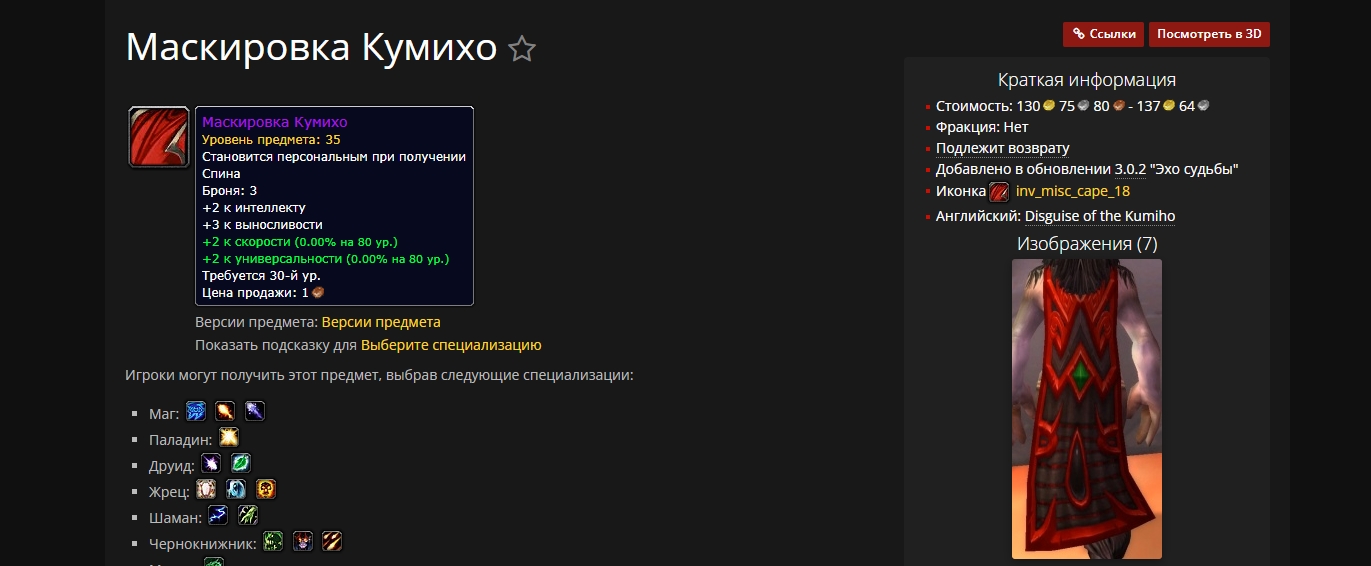 Маскировка Кумихо
Маскировка Кумихо
Уровень предмета: 35
Становится персональным при получении
Спина
Броня: 3
+2 к интеллекту
+3 к выносливости
+2 к скорости (0.00% на 80 ур.)
+2 к универсальности (0.00% на 80 ур.)
Требуется 30-й ур.
Цена продажи: 1
Версии предмета: Версии предмета
Показать подсказку для Выберите специализацию
Игроки могут получить этот предмет, выбрав следующие специализации:
Маг:
Паладин:
Друид:
Жрец:
Шаман:
Чернокнижник:
Ссылки
Посмотреть в 3D
Краткая информация
Стоимость: 130 75 80 - 137 64
Фракция: Нет
Подлежит возврату
Добавлено в обновлении 3.0.2 "Эхо судьбы"
Иконка inv_misc_cape_18
Английский: Disguise of the Kumiho
Изображения (7)